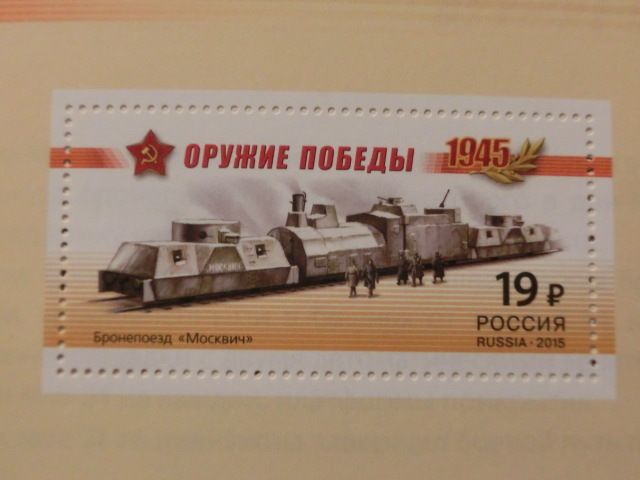 ОРУЖИЕ ПОБЕДЫ
1945
МОСКВИЧ
19 ₽
Бронепоезд «Москвич»
РОССИЯ
RUSSIA · 2015